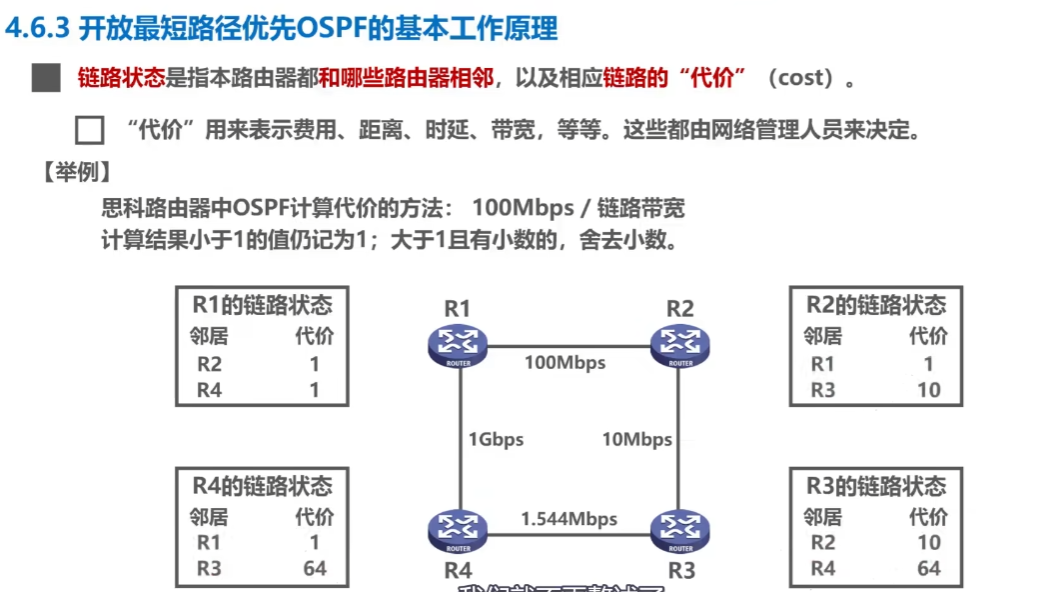 4.6.3 开放最短路径优先OSPF的基本工作原理
链路状态是指本路由器都和哪些路由器相邻，以及相应链路的“代价”（cost）。
“代价”用来表示费用、距离、时延、带宽，等等。这些都由网络管理人员来决定。
【举例】
思科路由器中OSPF计算代价的方法： 100Mbps / 链路带宽
计算结果小于1的值仍记为1；大于1且有小数的，舍去小数。
R1的链路状态
邻居 代价
R2 1
R4 1
R1
ROUTER
100Mbps
R2
ROUTER
R2的链路状态
邻居 代价
R1 1
R3 10
1Gbps
10Mbps
R4的链路状态
邻居 代价
R1 1
R3 64
1.544Mbps
ROUTER
R4
ROUTER
R3
R3的链路状态
邻居 代价
R2 10
R4 64